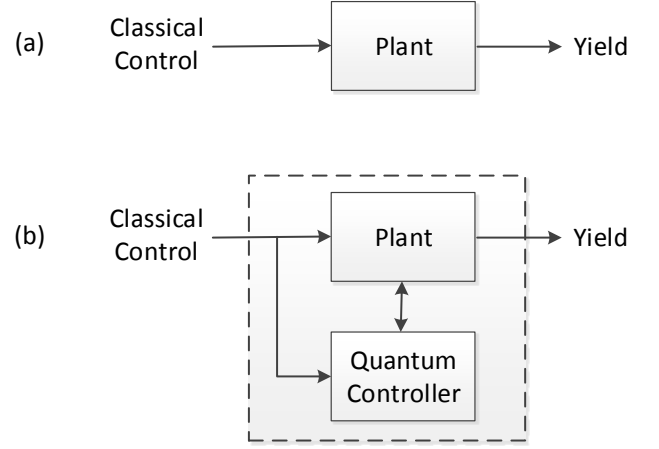 (a)
Classical
Control
Plant
Yield
(b)
Classical
Control
Plant
Yield
Quantum
Controller